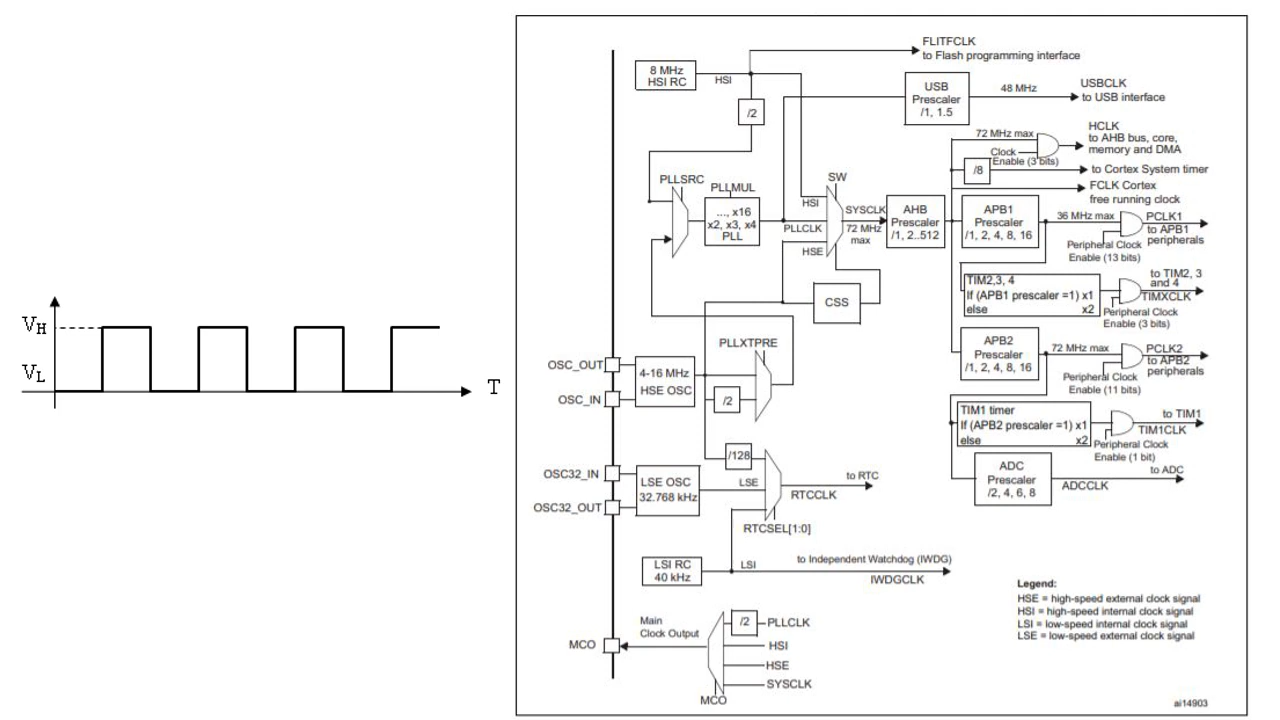 V_H
V_L
T
FLITFCLK
to Flash programming interface
8 MHz
HSI RC
HSI
/2
USB
Prescaler
/1, 1.5
48 MHz
USBCLK
to USB interface
72 MHz max
Clock
Enable (3 bits)
HCLK
to AHB bus, core,
memory and DMA
/8
to Cortex System timer
FCLK Cortex
free running clock
PLLSRC
PLLMUL
..., x16
x2, x3, x4
PLL
SW
HSI
PLLCLK
HSE
SYSCLK
72 MHz
max
AHB
Prescaler
/1, 2..512
APB1
Prescaler
/1, 2, 4, 8, 16
36 MHz max
PCLK1
to APB1
peripherals
Peripheral Clock
Enable (13 bits)
TIM2,3, 4
If (APB1 prescaler =1) x1
else x2
to TIM2, 3
and 4
TIMXCLK
Peripheral Clock
Enable (3 bits)
CSS
PLLXTPRE
OSC_OUT
OSC_IN
4-16 MHz
HSE OSC
/2
APB2
Prescaler
/1, 2, 4, 8, 16
72 MHz max
PCLK2
to APB2
peripherals
Peripheral Clock
Enable (11 bits)
TIM1 timer
If (APB2 prescaler =1) x1
else x2
to TIM1
TIM1CLK
Peripheral Clock
Enable (1 bit)
ADC
Prescaler
/2, 4, 6, 8
to ADC
ADCCLK
/128
OSC32_IN
OSC32_OUT
LSE OSC
32.768 kHz
LSE
to RTC
RTCCLK
RTCSEL[1:0]
LSI RC
40 kHz
LSI
to Independent Watchdog (IWDG)
IWDGCLK
Legend:
HSE = high-speed external clock signal
HSI = high-speed internal clock signal
LSI = low-speed internal clock signal
LSE = low-speed external clock signal
MCO
Main
Clock Output
/2
PLLCLK
HSI
HSE
SYSCLK
MCO
ai14903